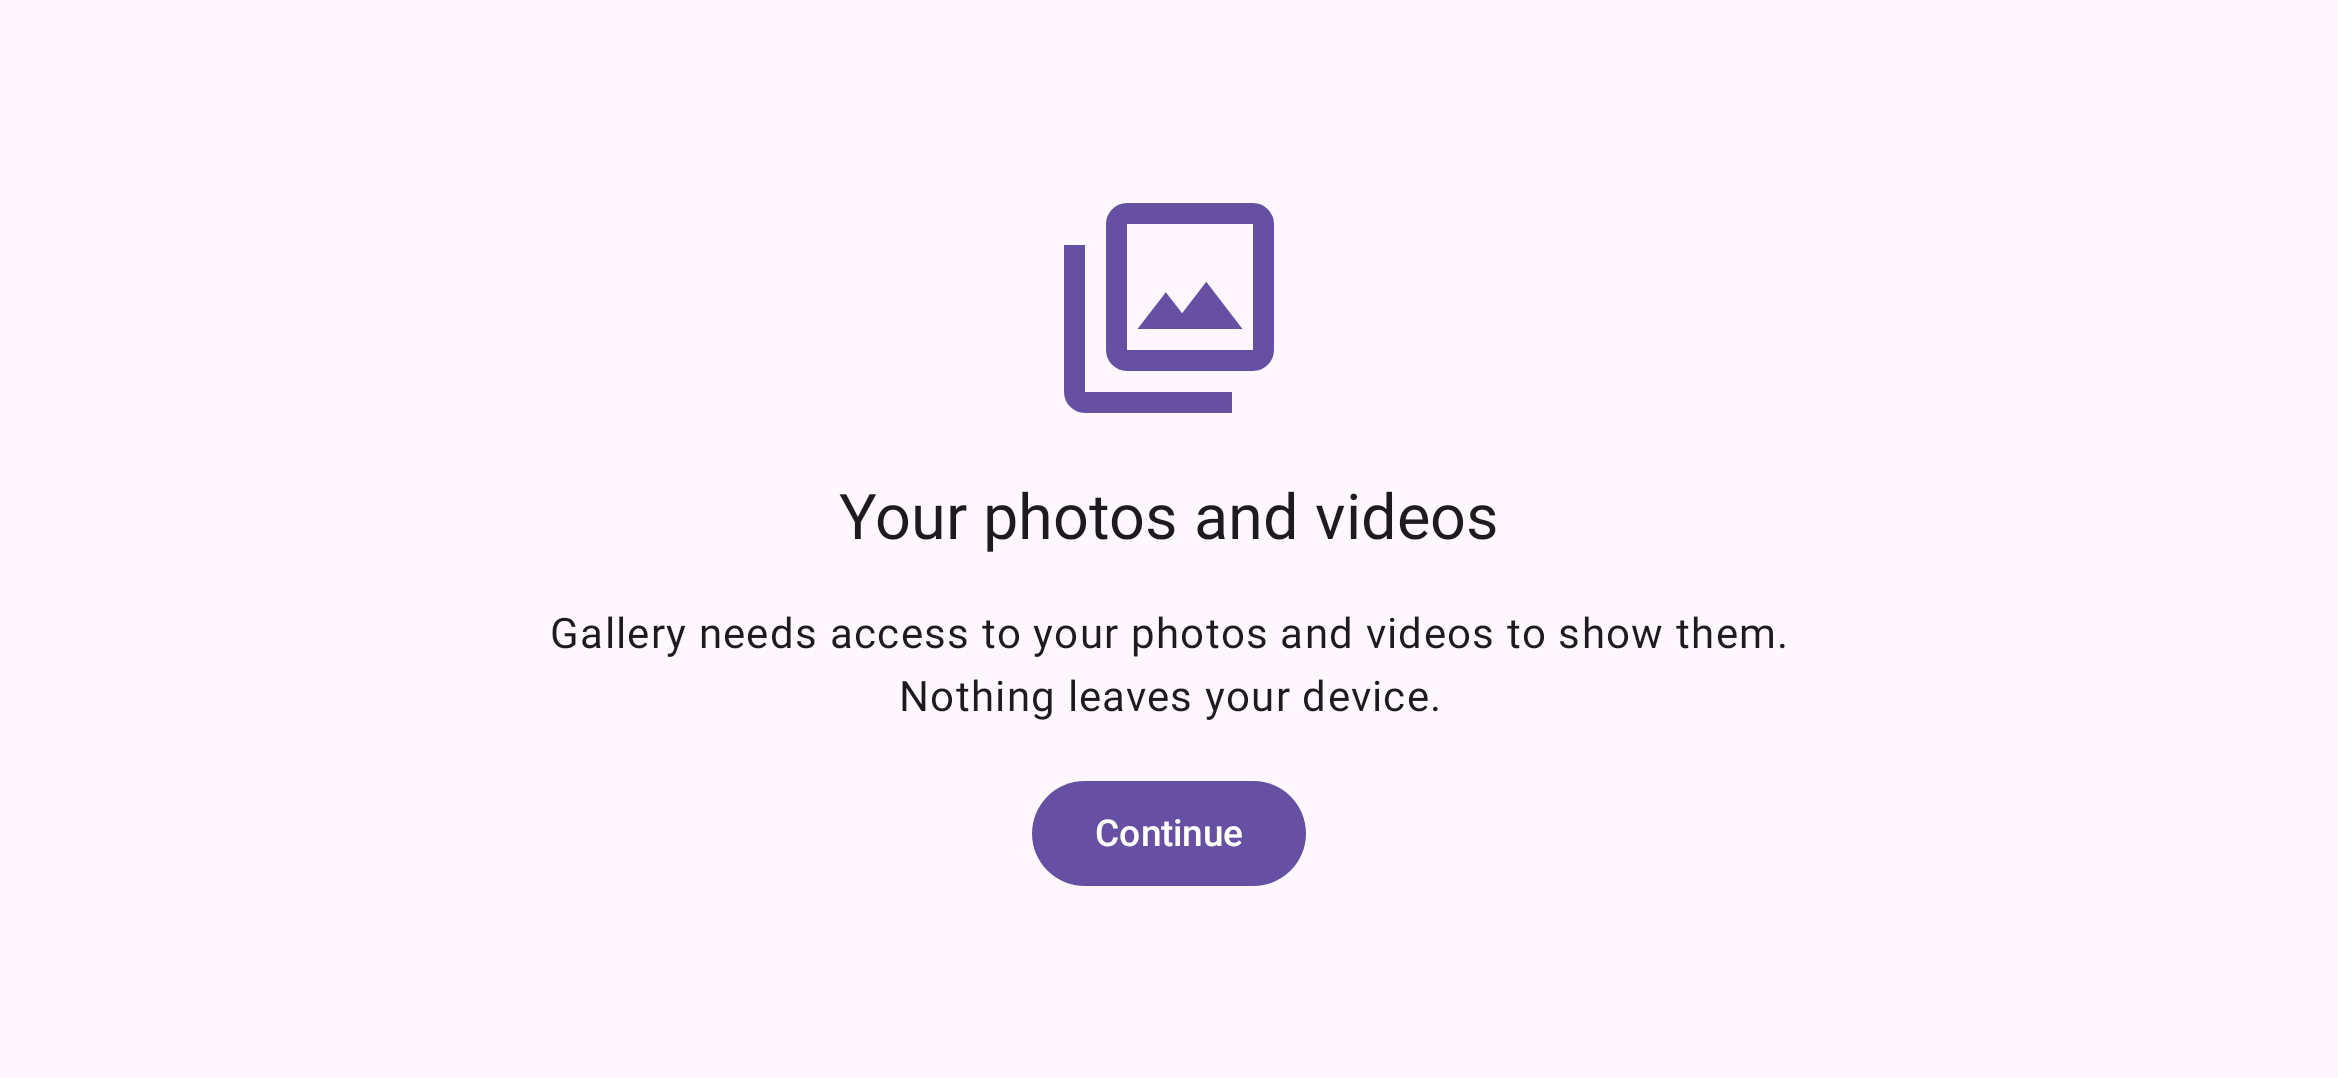 Your photos and videos
Gallery needs access to your photos and videos to show them.
Nothing leaves your device.
Continue